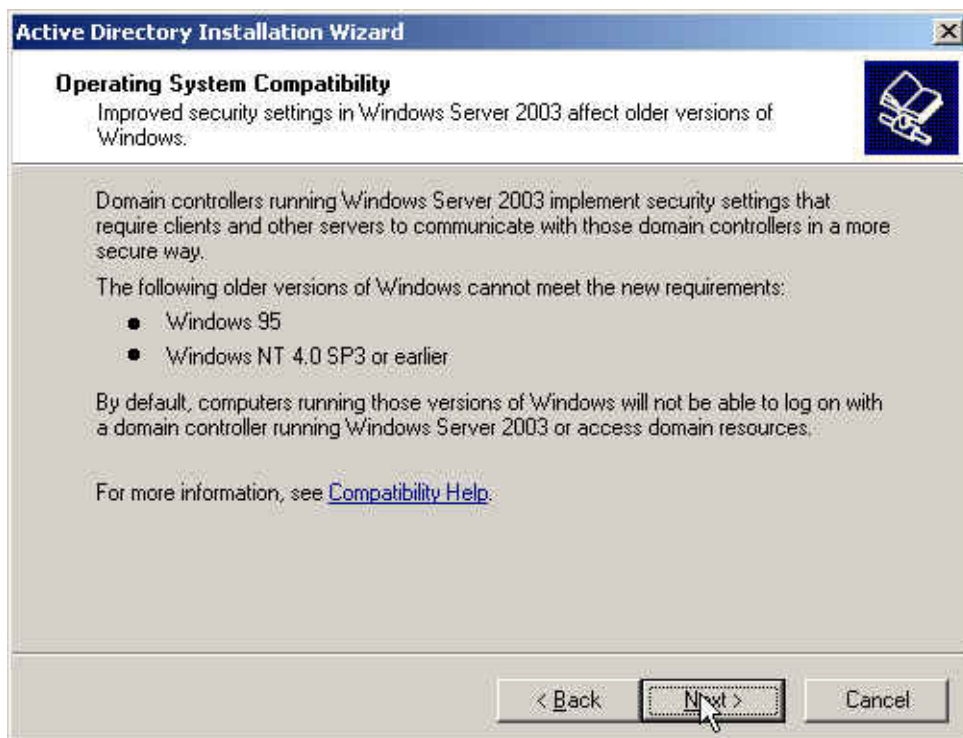 Active Directory Installation Wizard
Operating System Compatibility
Improved security settings in Windows Server 2003 affect older versions of
Windows.
Domain controllers running Windows Server 2003 implement security settings that
require clients and other servers to communicate with those domain controllers in a more
secure way.
The following older versions of Windows cannot meet the new requirements:
● Windows 95
● Windows NT 4.0 SP3 or earlier
By default, computers running those versions of Windows will not be able to log on with
a domain controller running Windows Server 2003 or access domain resources.
For more information, see Compatibility Help.
< Back Next > Cancel